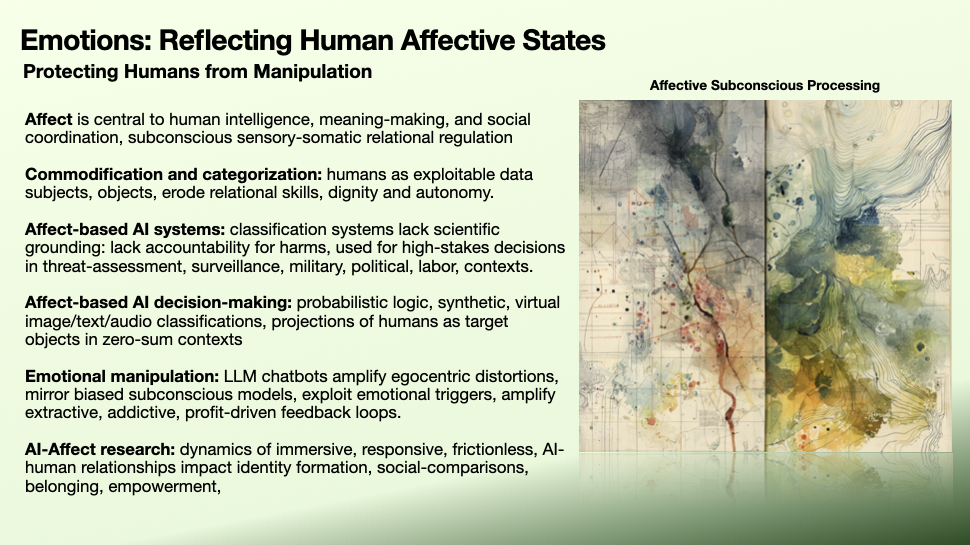 Emotions: Reflecting Human Affective States
Protecting Humans from Manipulation
Affective Subconscious Processing
Affect is central to human intelligence, meaning-making, and social
coordination, subconscious sensory-somatic relational regulation
Commodification and categorization: humans as exploitable data
subjects, objects, erode relational skills, dignity and autonomy.
Affect-based AI systems: classification systems lack scientific
grounding: lack accountability for harms, used for high-stakes decisions
in threat-assessment, surveillance, military, political, labor, contexts.
Affect-based AI decision-making: probabilistic logic, synthetic, virtual
image/text/audio classifications, projections of humans as target
objects in zero-sum contexts
Emotional manipulation: LLM chatbots amplify egocentric distortions,
mirror biased subconscious models, exploit emotional triggers, amplify
extractive, addictive, profit-driven feedback loops.
AI-Affect research: dynamics of immersive, responsive, frictionless, AI-
human relationships impact identity formation, social-comparisons,
belonging, empowerment,